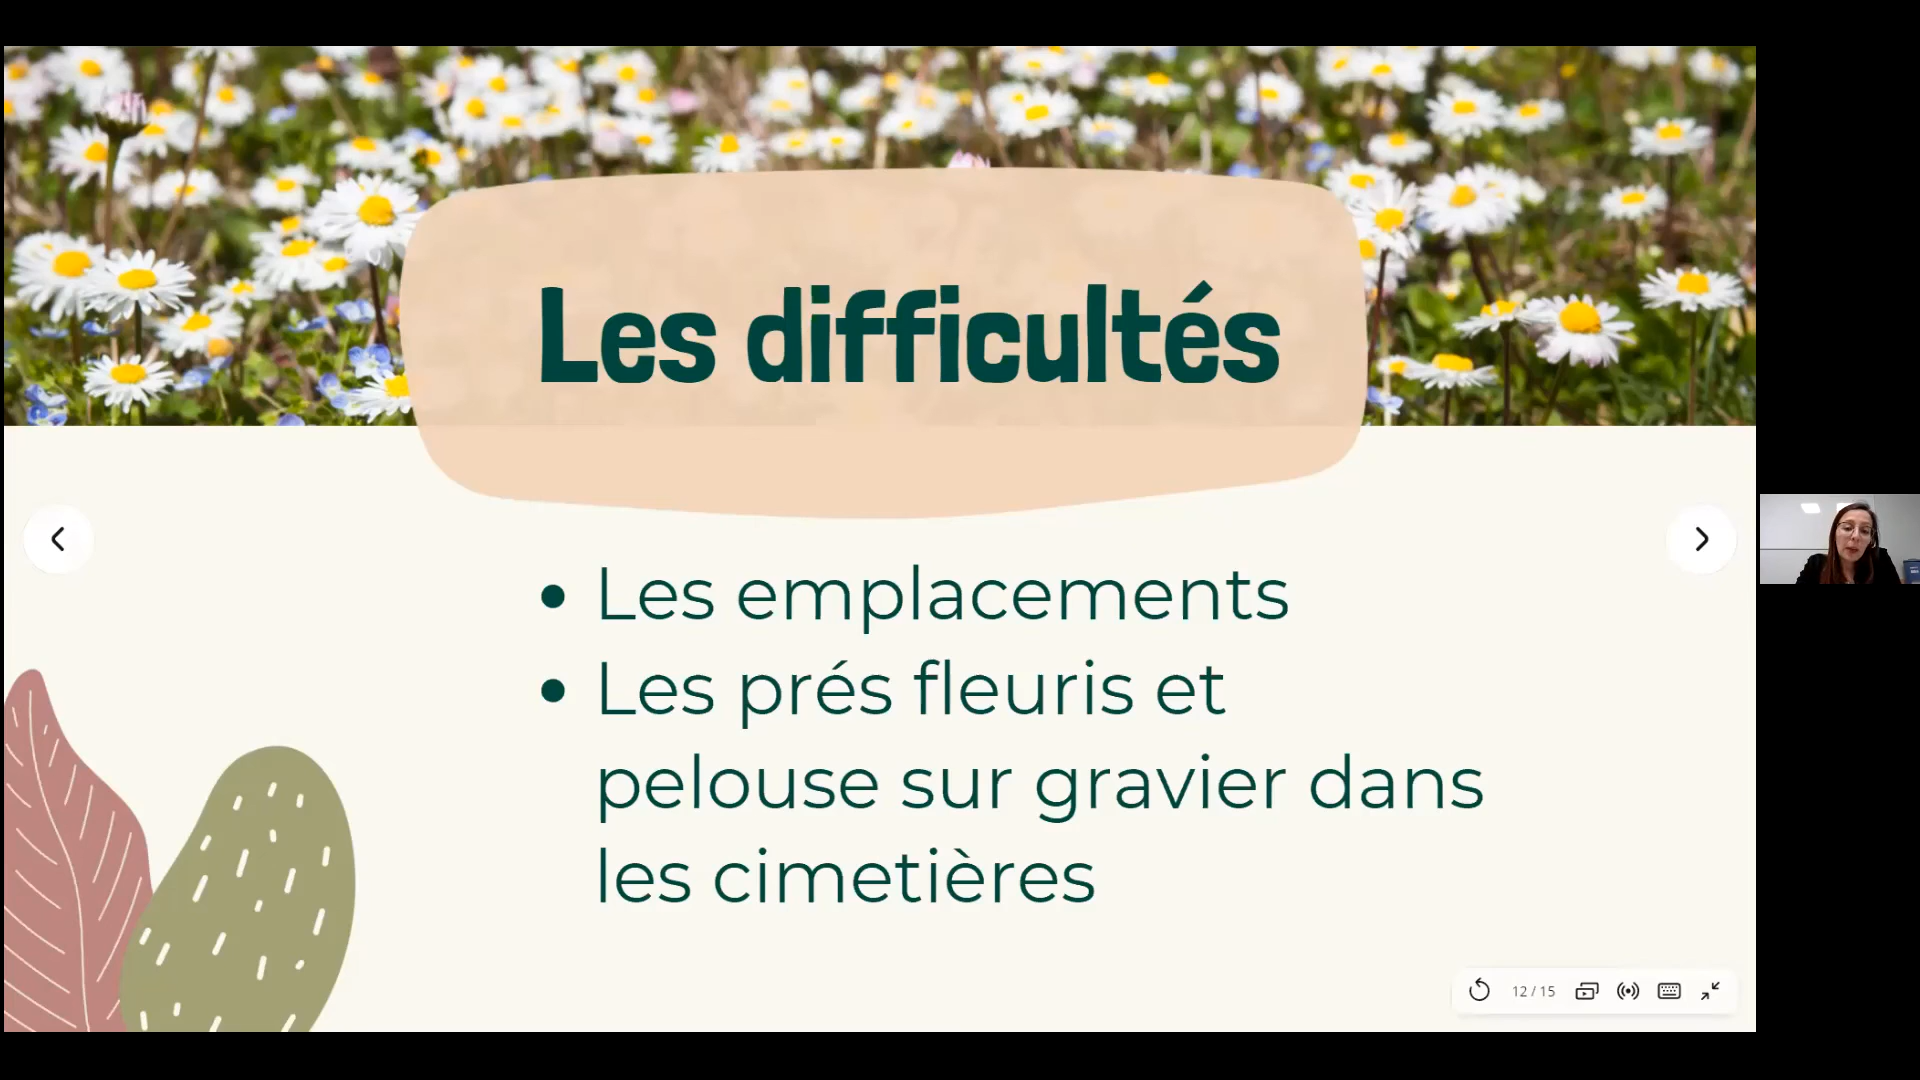 Les difficultés
• Les emplacements
• Les prés fleuris et
pelouse sur gravier dans
les cimetières
12 / 15